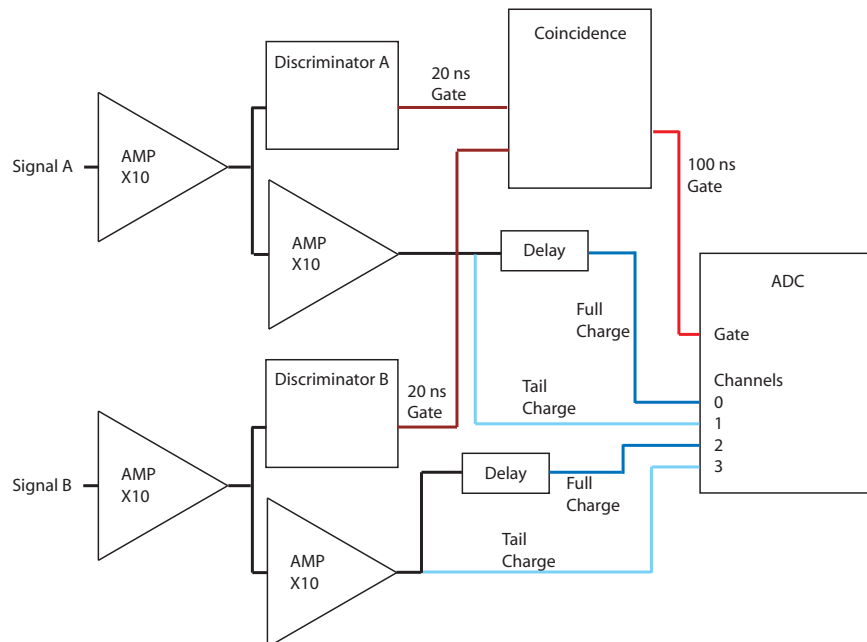 Coincidence
Discriminator A
20 ns
Gate
AMP
X10
Signal A
100 ns
Gate
AMP
X10
Delay
ADC
Full
Charge
Gate
Discriminator B
20 ns
Gate
Tail
Charge
Channels
0
1
2
3
AMP
X10
Signal B
Delay
Full
Charge
AMP
X10
Tail
Charge